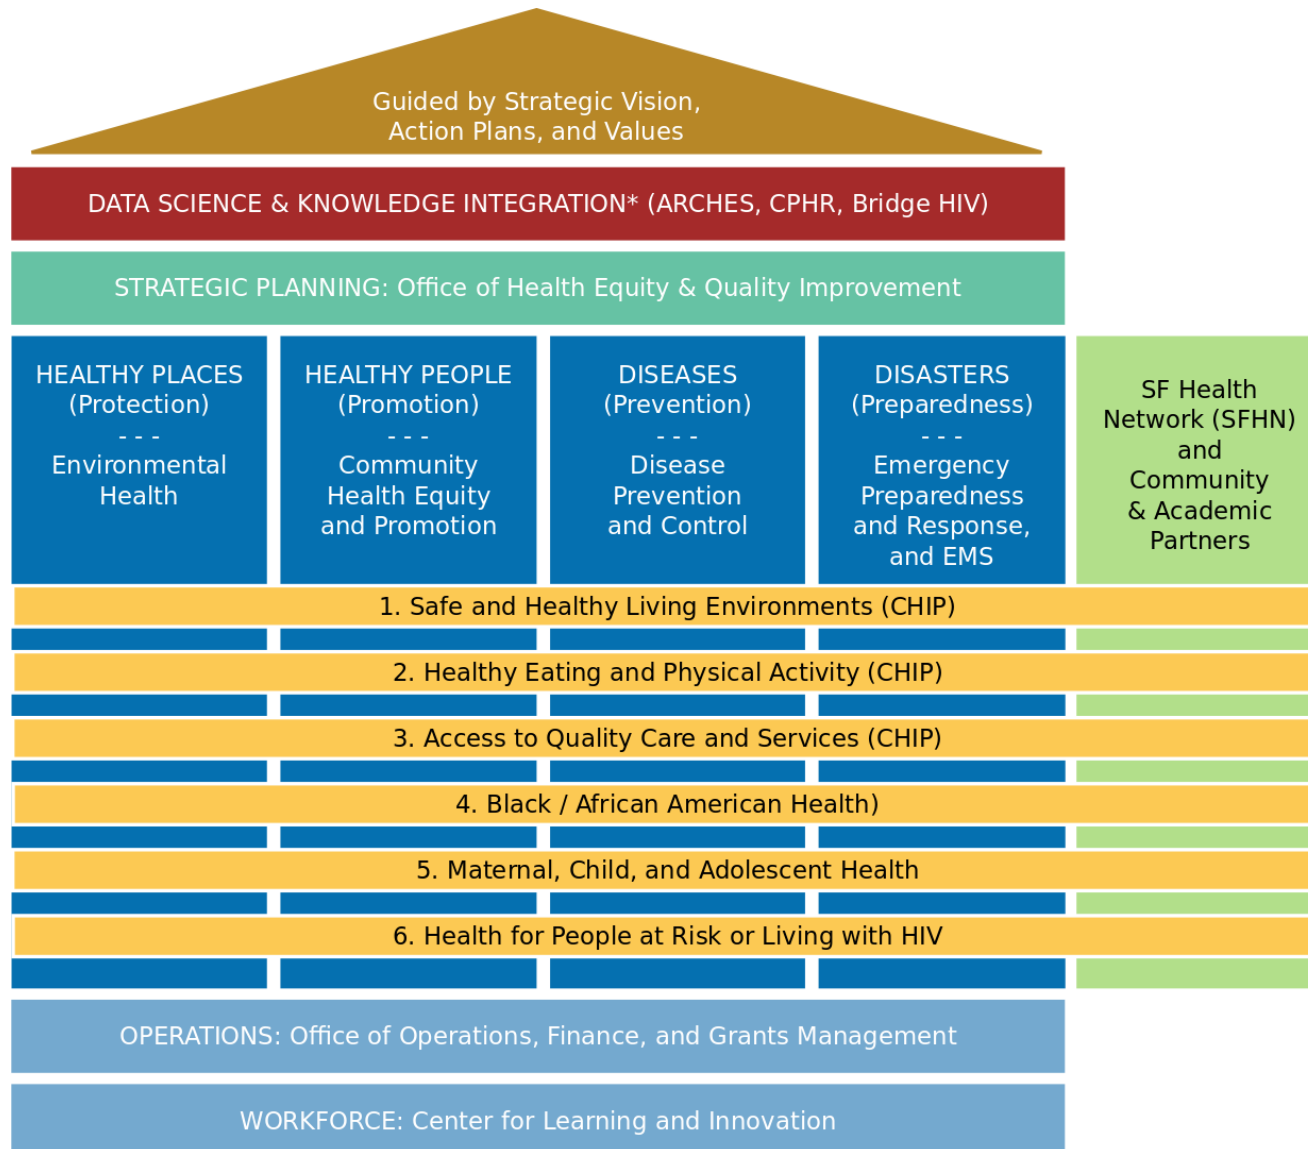 Guided by Strategic Vision,
Action Plans, and Values
DATA SCIENCE & KNOWLEDGE INTEGRATION* (ARCHES, CPHR, Bridge HIV)
STRATEGIC PLANNING: Office of Health Equity & Quality Improvement
HEALTHY PLACES
(Protection)
- - -
Environmental
Health
HEALTHY PEOPLE
(Promotion)
- - -
Community
Health Equity
and Promotion
DISEASES
(Prevention)
- - -
Disease
Prevention
and Control
DISASTERS
(Preparedness)
- - -
Emergency
Preparedness
and Response,
and EMS
SF Health
Network (SFHN)
and
Community
& Academic
Partners
1. Safe and Healthy Living Environments (CHIP)
2. Healthy Eating and Physical Activity (CHIP)
3. Access to Quality Care and Services (CHIP)
4. Black / African American Health)
5. Maternal, Child, and Adolescent Health
6. Health for People at Risk or Living with HIV
OPERATIONS: Office of Operations, Finance, and Grants Management
WORKFORCE: Center for Learning and Innovation